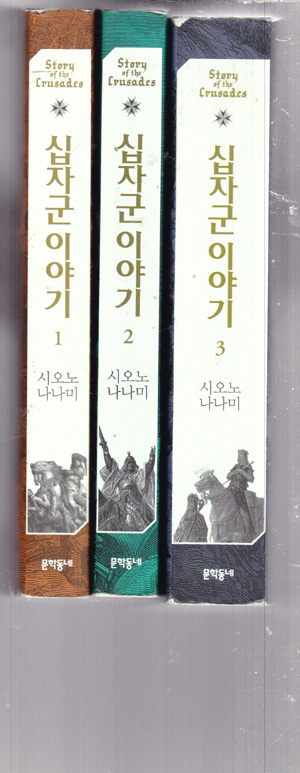 Story
of the
Crusades
십자군 이야기
1
시오노
나나미
문학동네
Story
of the
Crusades
십자군 이야기
2
시오노
나나미
문학동네
Story
of the
Crusades
십자군 이야기
3
시오노
나나미
문학동네